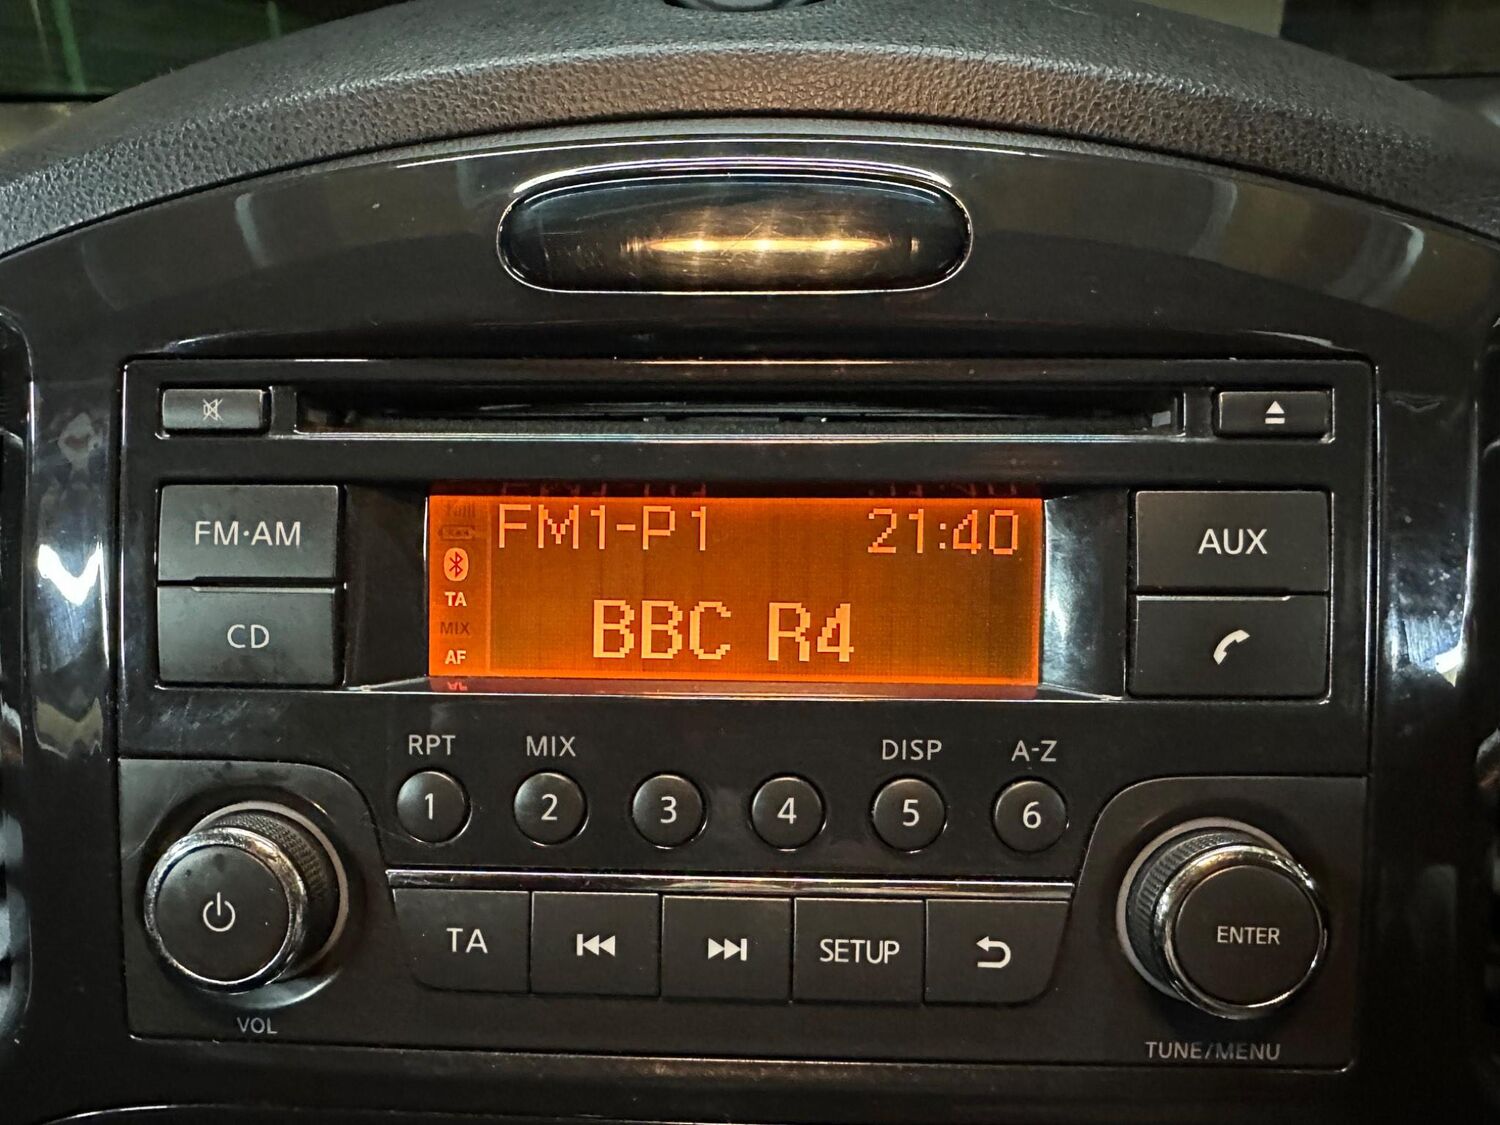 FM·AM
CD
FM1-P1 21:40
TA
MIX
AF
BBC R4
AUX
RPT MIX DISP A-Z
1 2 3 4 5 6
TA SETUP
ENTER
VOL
TUNE/MENU